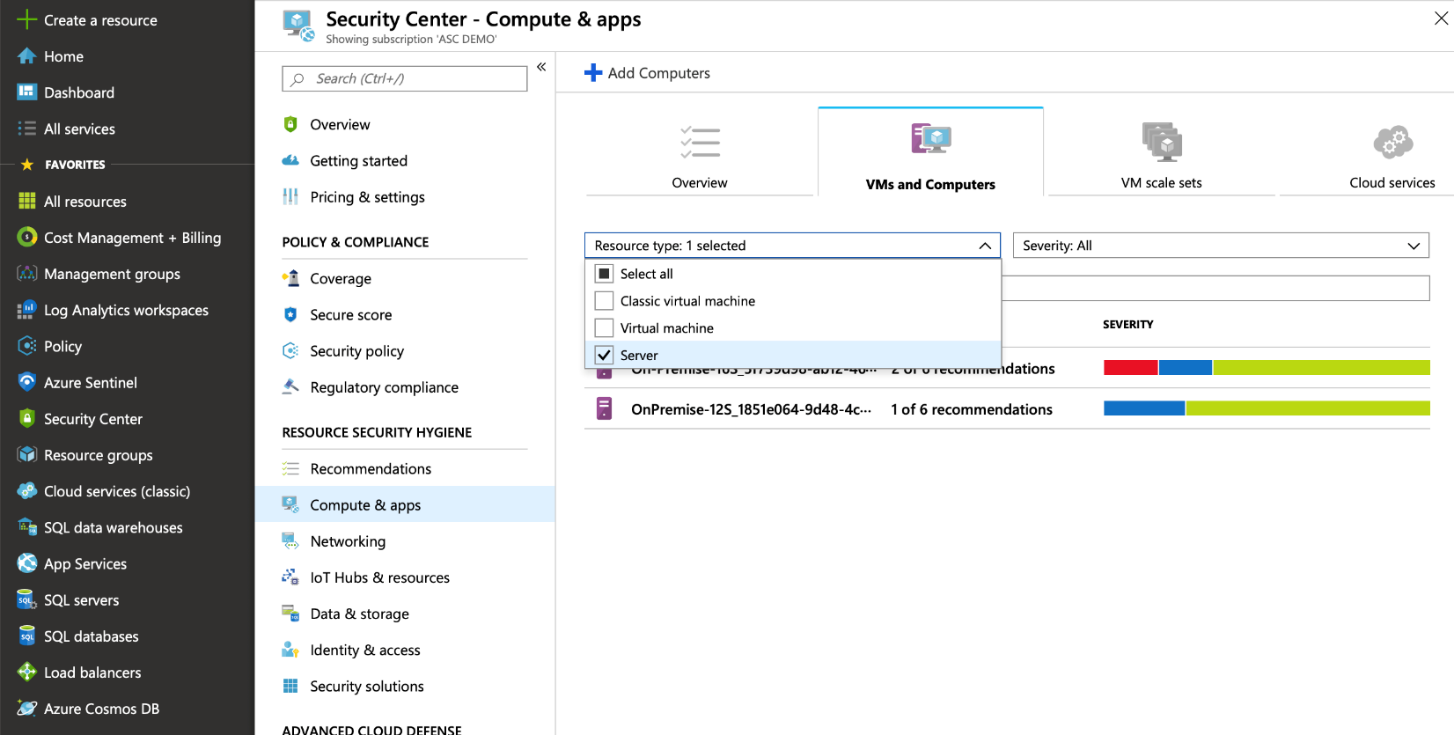 Create a resource
Home
Dashboard
All services
FAVORITES
All resources
Cost Management + Billing
Management groups
Log Analytics workspaces
Policy
Azure Sentinel
Security Center
Resource groups
Cloud services (classic)
SQL data warehouses
App Services
SQL servers
SQL databases
Load balancers
Azure Cosmos DB
Security Center - Compute & apps
Showing subscription 'ASC DEMO'
Search (Ctrl+/)
«
Overview
Getting started
Pricing & settings
POLICY & COMPLIANCE
Coverage
Secure score
Security policy
Regulatory compliance
RESOURCE SECURITY HYGIENE
Recommendations
Compute & apps
Networking
IoT Hubs & resources
Data & storage
Identity & access
Security solutions
ADVANCED CLOUD DEFENSE
Add Computers
Overview
VMs and Computers
VM scale sets
Cloud services
Resource type: 1 selected
Severity: All
Select all
Classic virtual machine
Virtual machine
Server
SEVERITY
2 of 6 recommendations
OnPremise-12S_1851e064-9d48-4c··· 1 of 6 recommendations